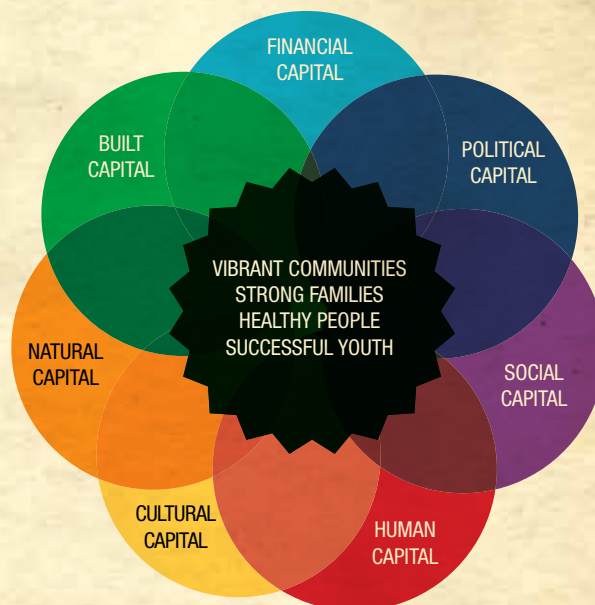 FINANCIAL
CAPITAL
BUILT
CAPITAL
POLITICAL
CAPITAL
VIBRANT COMMUNITIES
STRONG FAMILIES
HEALTHY PEOPLE
SUCCESSFUL YOUTH
NATURAL
CAPITAL
SOCIAL
CAPITAL
CULTURAL
CAPITAL
HUMAN
CAPITAL